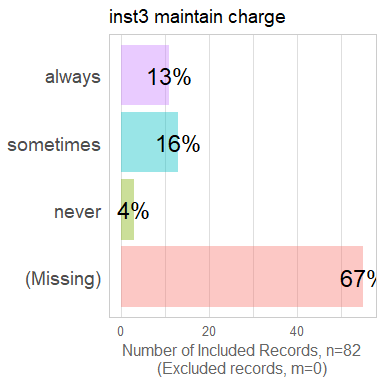 inst3 maintain charge
always
13%
sometimes
16%
never
4%
(Missing)
67%
0 20 40
Number of Included Records, n=82
(Excluded records, m=0)